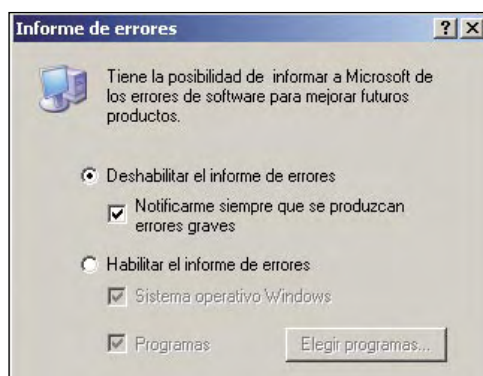 Informe de errores
Tiene la posibilidad de informar a Microsoft de
los errores de software para mejorar futuros
productos.
Deshabilitar el informe de errores
Notificarme siempre que se produzcan
errores graves
Habilitar el informe de errores
Sistema operativo Windows
Programas
Elegir programas...